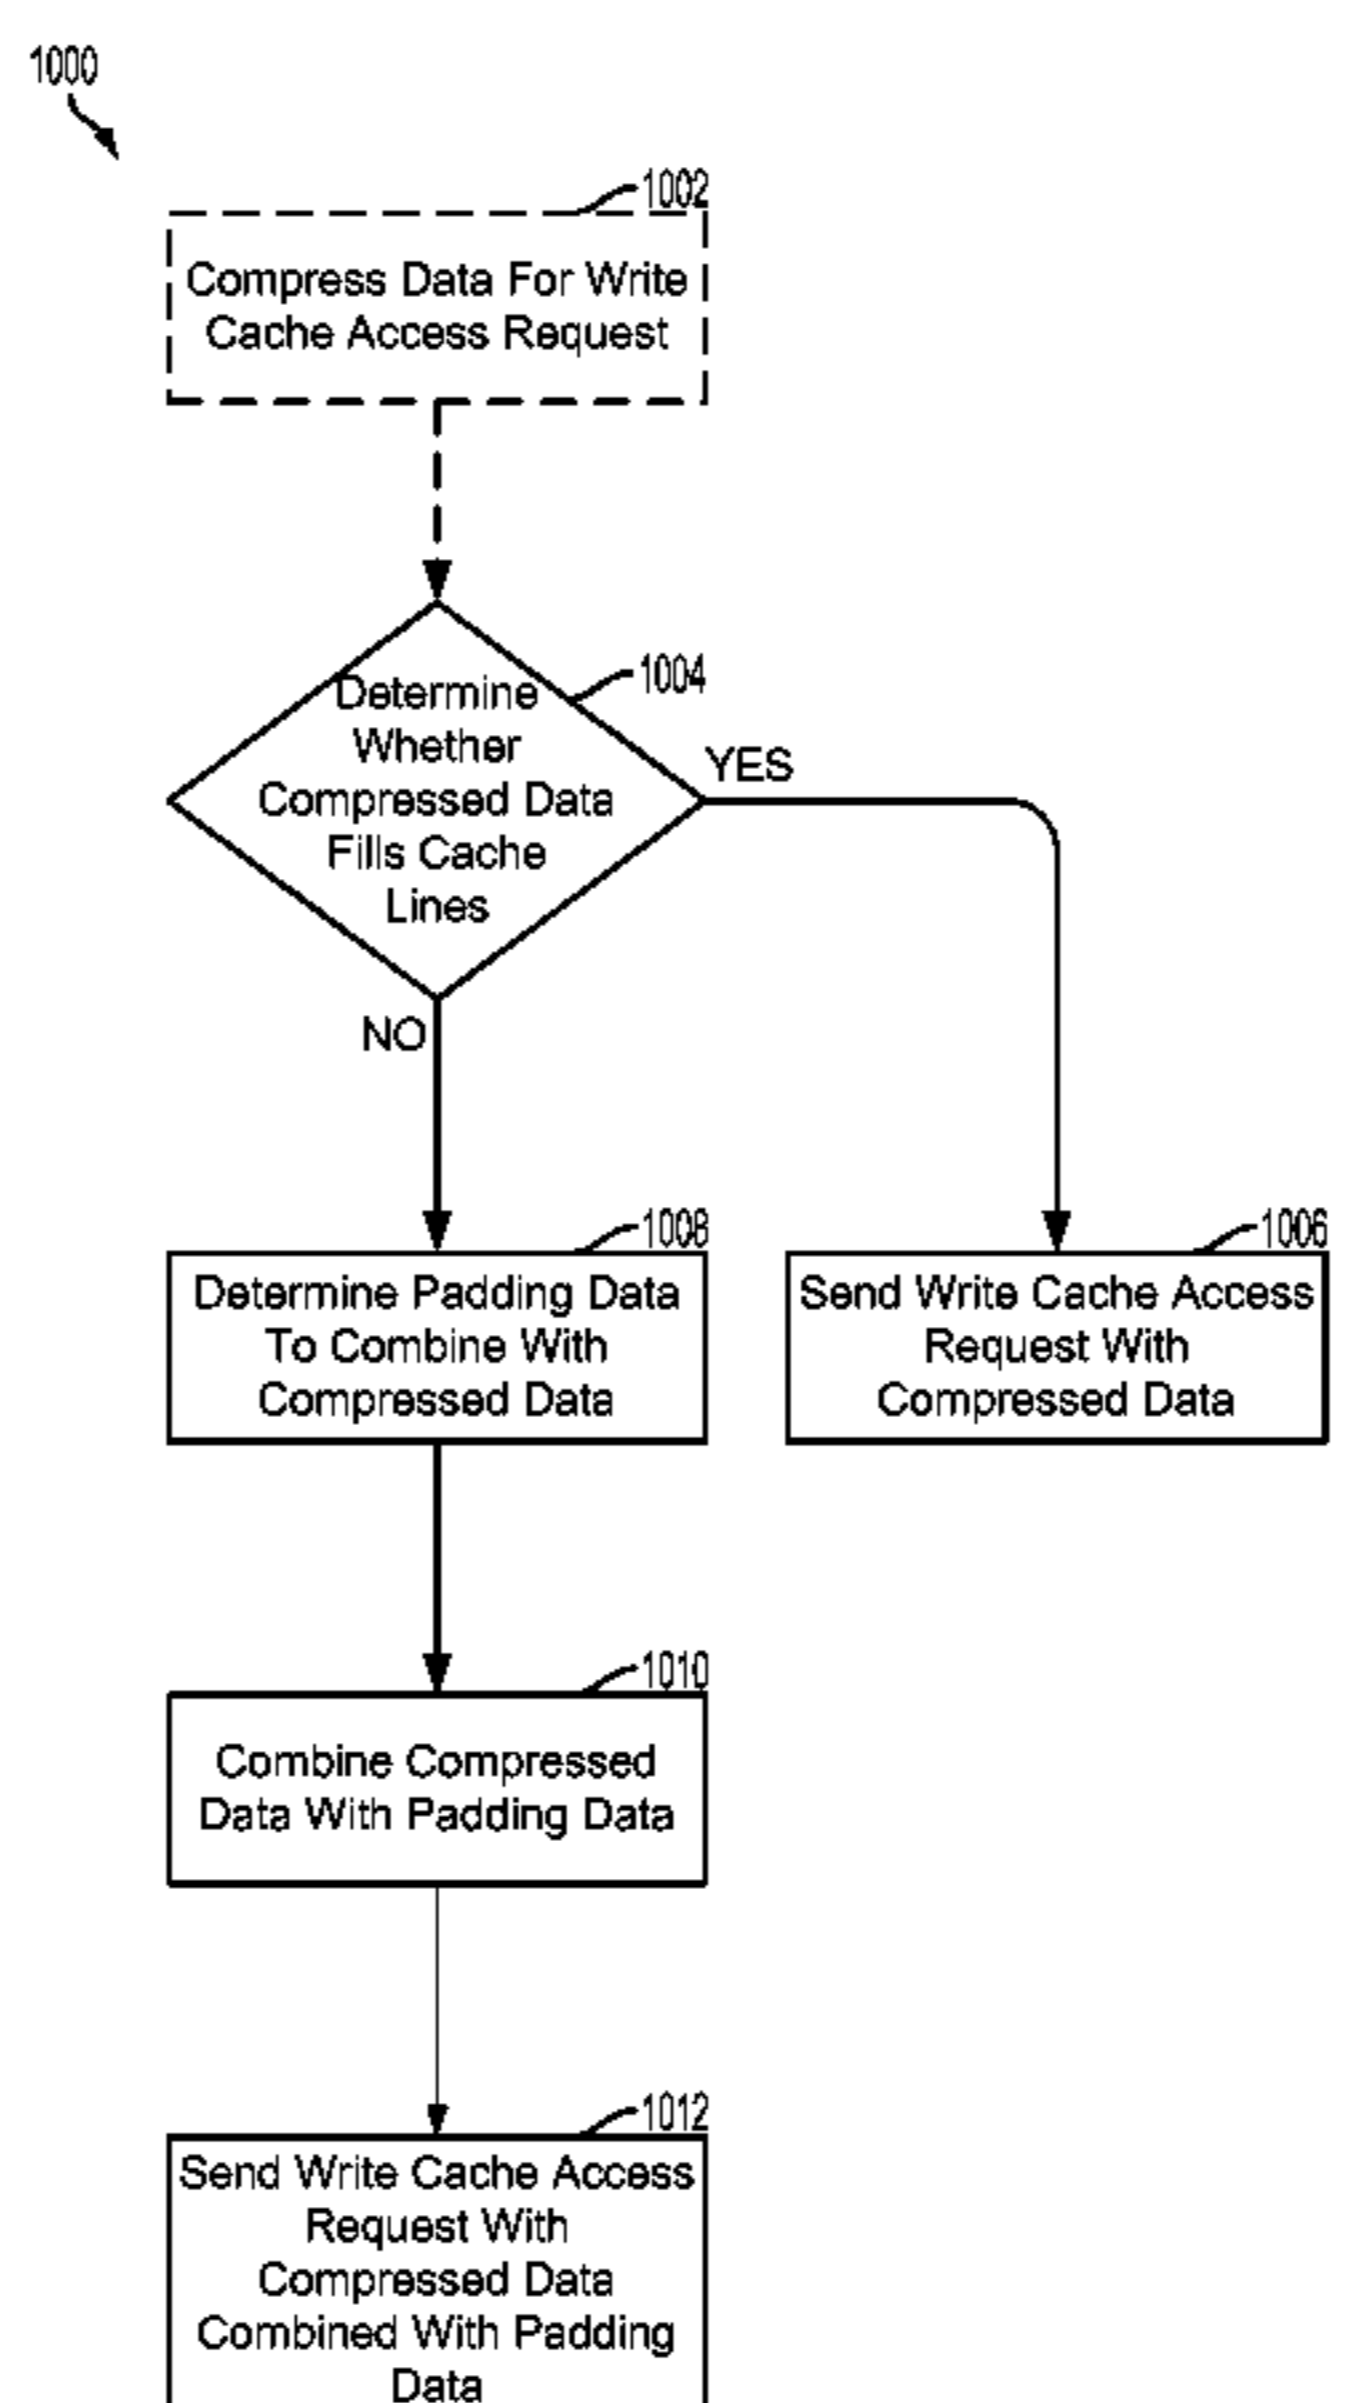 1000
1002
Compress Data For Write
Cache Access Request
1004
Determine
Whether
Compressed Data
Fills Cache
Lines
YES
NO
1008
Determine Padding Data
To Combine With
Compressed Data
1006
Send Write Cache Access
Request With
Compressed Data
1010
Combine Compressed
Data With Padding Data
1012
Send Write Cache Access
Request With
Compressed Data
Combined With Padding
Data